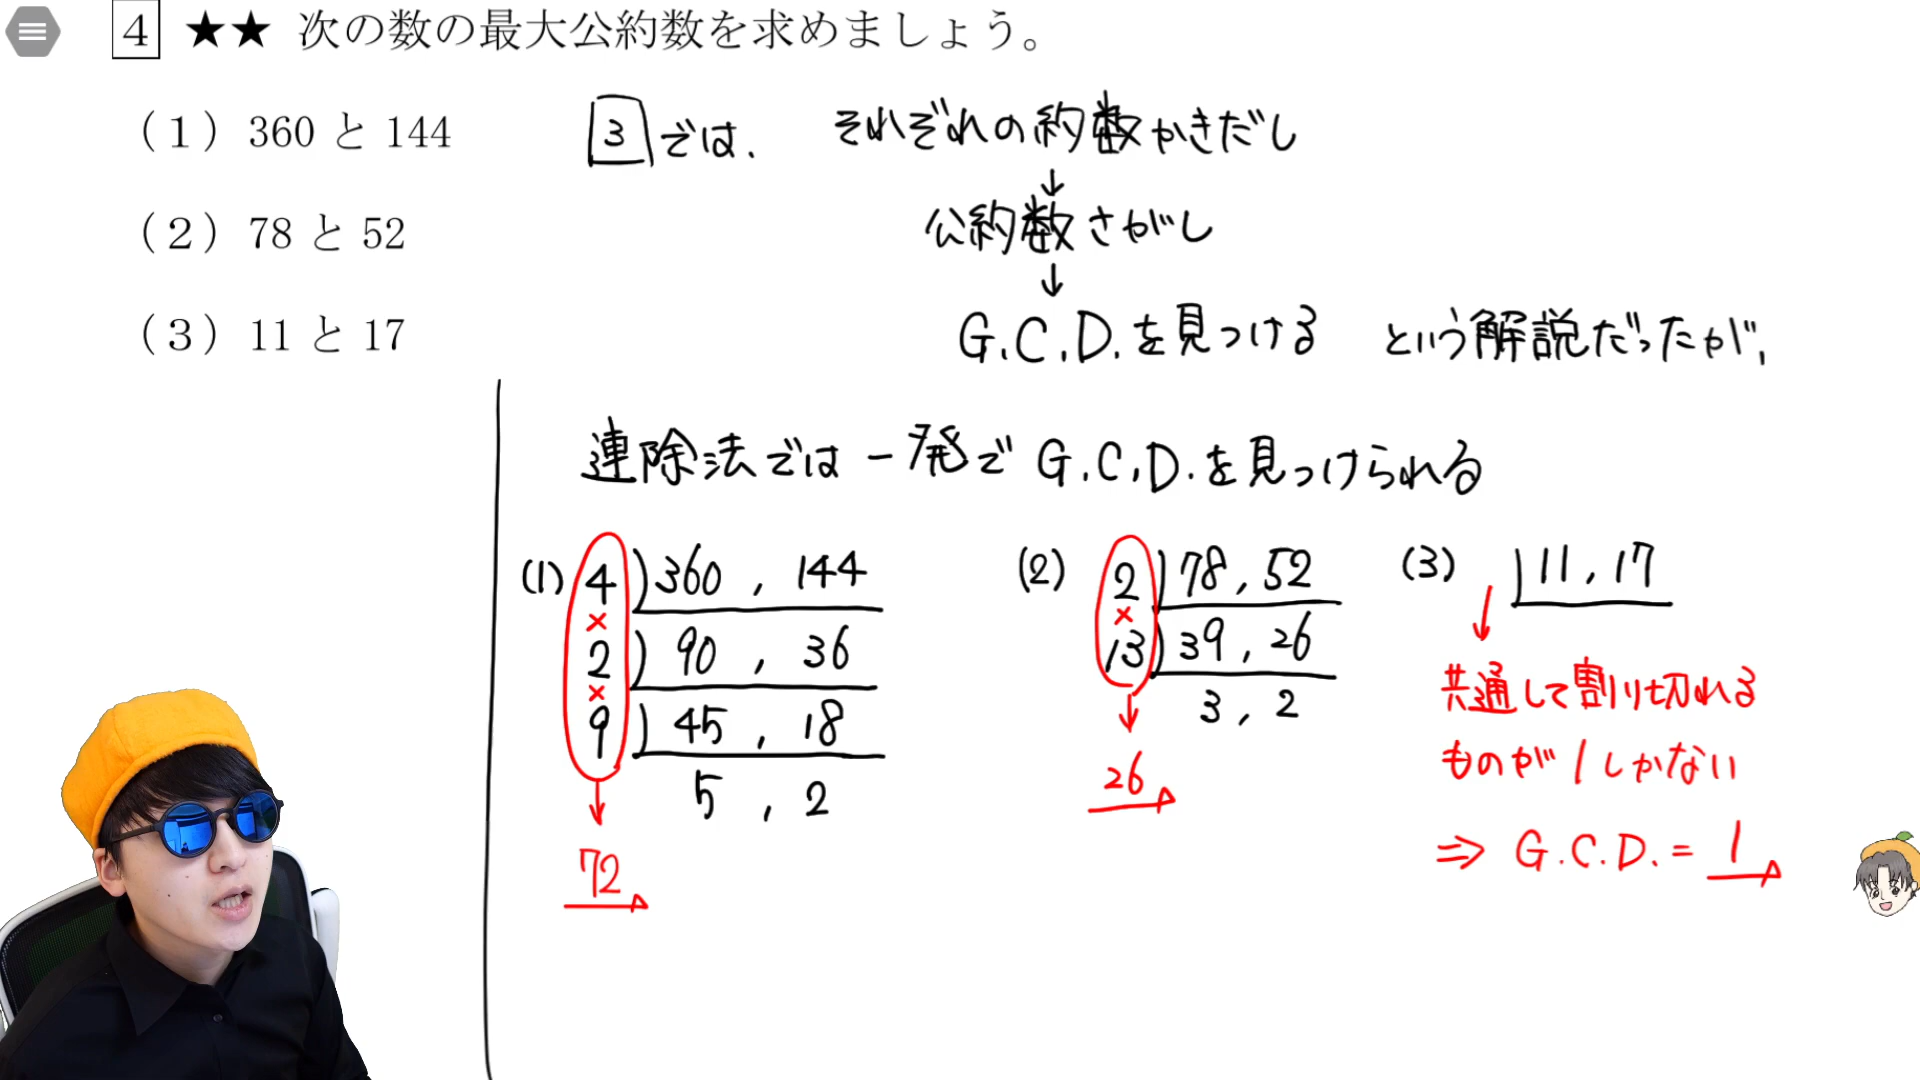 4 ★★ 次の数の最大公約数を求めましょう。
（1）360 と 144
（2）78 と 52
（3）11 と 17
3 では、 それぞれの約数かきだし
↓
公約数さがし
↓
G.C.D.を見つける という解説だったが、
連除法では一発で G.C.D.を見つけられる
(1) 4 ) 360 , 144
×
2 ) 90 , 36
×
9 ) 45 , 18
5 , 2
↓
72
(2) 2 ) 78 , 52
×
13 ) 39 , 26
3 , 2
↓
26
(3) ) 11 , 17
↓
共通して割り切れる
ものが 1 しかない
⇒ G.C.D. = 1